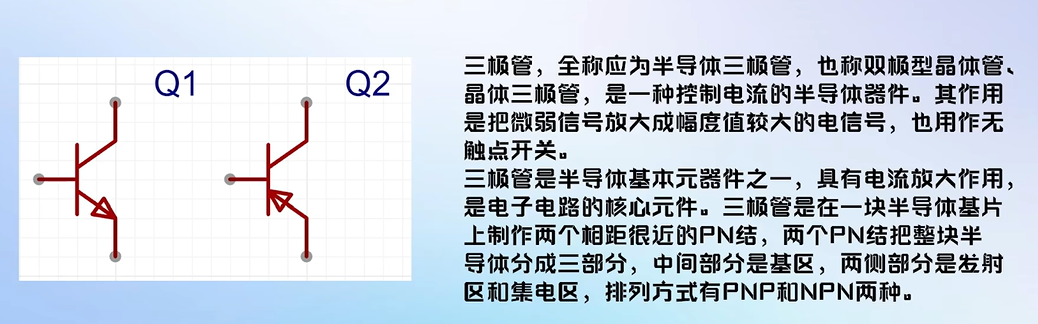 Q1
Q2
三极管，全称应为半导体三极管，也称双极型晶体管、
晶体三极管，是一种控制电流的半导体器件。其作用
是把微弱信号放大成幅度值较大的电信号，也用作无
触点开关。
三极管是半导体基本元器件之一，具有电流放大作用，
是电子电路的核心元件。三极管是在一块半导体基片
上制作两个相距很近的PN结，两个PN结把整块半
导体分成三部分，中间部分是基区，两侧部分是发射
区和集电区，排列方式有PNP和NPN两种。